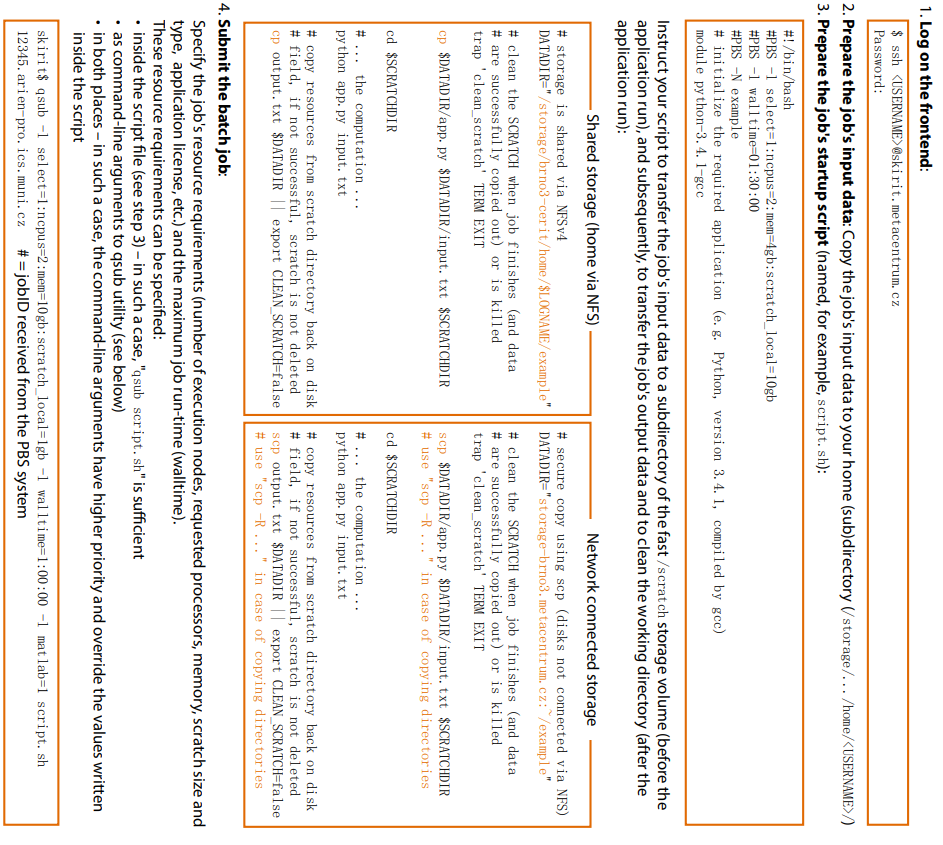 1. Log on the frontend:
$ ssh <USERNAME>@skirit.metacentrum.cz
Password:
2. Prepare the job's input data: Copy the job's input data to your home (sub)directory (/storage/.../home/<USERNAME>/)
3. Prepare the job's startup script (named, for example, script.sh):
#!/bin/bash
#PBS -l select=1:ncpus=2:mem=4gb:scratch_local=10gb
#PBS -l walltime=01:30:00
#PBS -N example
# initialize the required application (e.g. Python, version 3.4.1, compiled by gcc)
module python-3.4.1-gcc
Instruct your script to transfer the job's input data to a subdirectory of the fast /scratch storage volume (before the
application run), and subsequently, to transfer the job's output data and to clean the working directory (after the
application run):
Shared storage (home via NFS)
# storage is shared via NFSv4
DATADIR="/storage/brno3-cerit/home/$LOGNAME/example"
# clean the SCRATCH when job finishes (and data
# are successfully copied out) or is killed
trap 'clean_scratch' TERM EXIT
cp $DATADIR/app.py $DATADIR/input.txt $SCRATCHDIR
cd $SCRATCHDIR
# ... the computation ...
python app.py input.txt
# copy resources from scratch directory back on disk
# field, if not successful, scratch is not deleted
cp output.txt $DATADIR || export CLEAN_SCRATCH=false
Network connected storage
# secure copy using scp (disks not connected via NFS)
DATADIR="storage-brno3.metacentrum.cz:~/example"
# clean the SCRATCH when job finishes (and data
# are successfully copied out) or is killed
trap 'clean_scratch' TERM EXIT
scp $DATADIR/app.py $DATADIR/input.txt $SCRATCHDIR
# use "scp -R ..." in case of copying directories
cd $SCRATCHDIR
# ... the computation ...
python app.py input.txt
# copy resources from scratch directory back on disk
# field, if not successful, scratch is not deleted
scp output.txt $DATADIR || export CLEAN_SCRATCH=false
# use "scp -R ..." in case of copying directories
4. Submit the batch job:
Specify the job's resource requirements (number of execution nodes, requested processors, memory, scratch size and
type, application license, etc.) and the maximum job run-time (walltime).
These resource requirements can be specified:
• inside the script file (see step 3) – in such a case, "qsub script.sh" is sufficient
• as command-line arguments to qsub utility (see below)
• in both places – in such a case, the command-line arguments have higher priority and override the values written
inside the script
skirit$ qsub -l select=1:ncpus=2:mem=10gb:scratch_local=1gb -l walltime=1:00:00 -l matlab=1 script.sh
12345.arien-pro.ics.muni.cz # = jobID received from the PBS system